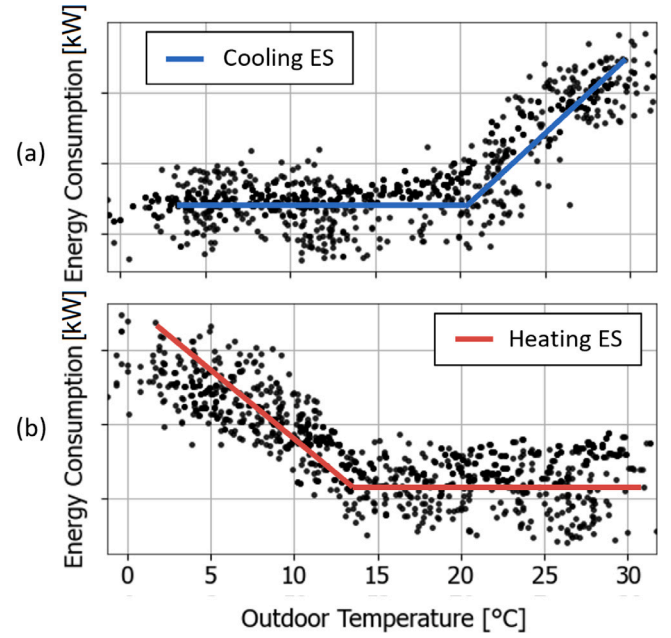 Cooling ES
Energy Consumption [kW]
(a)
Heating ES
Energy Consumption [kW]
(b)
0 5 10 15 20 25 30
Outdoor Temperature [°C]